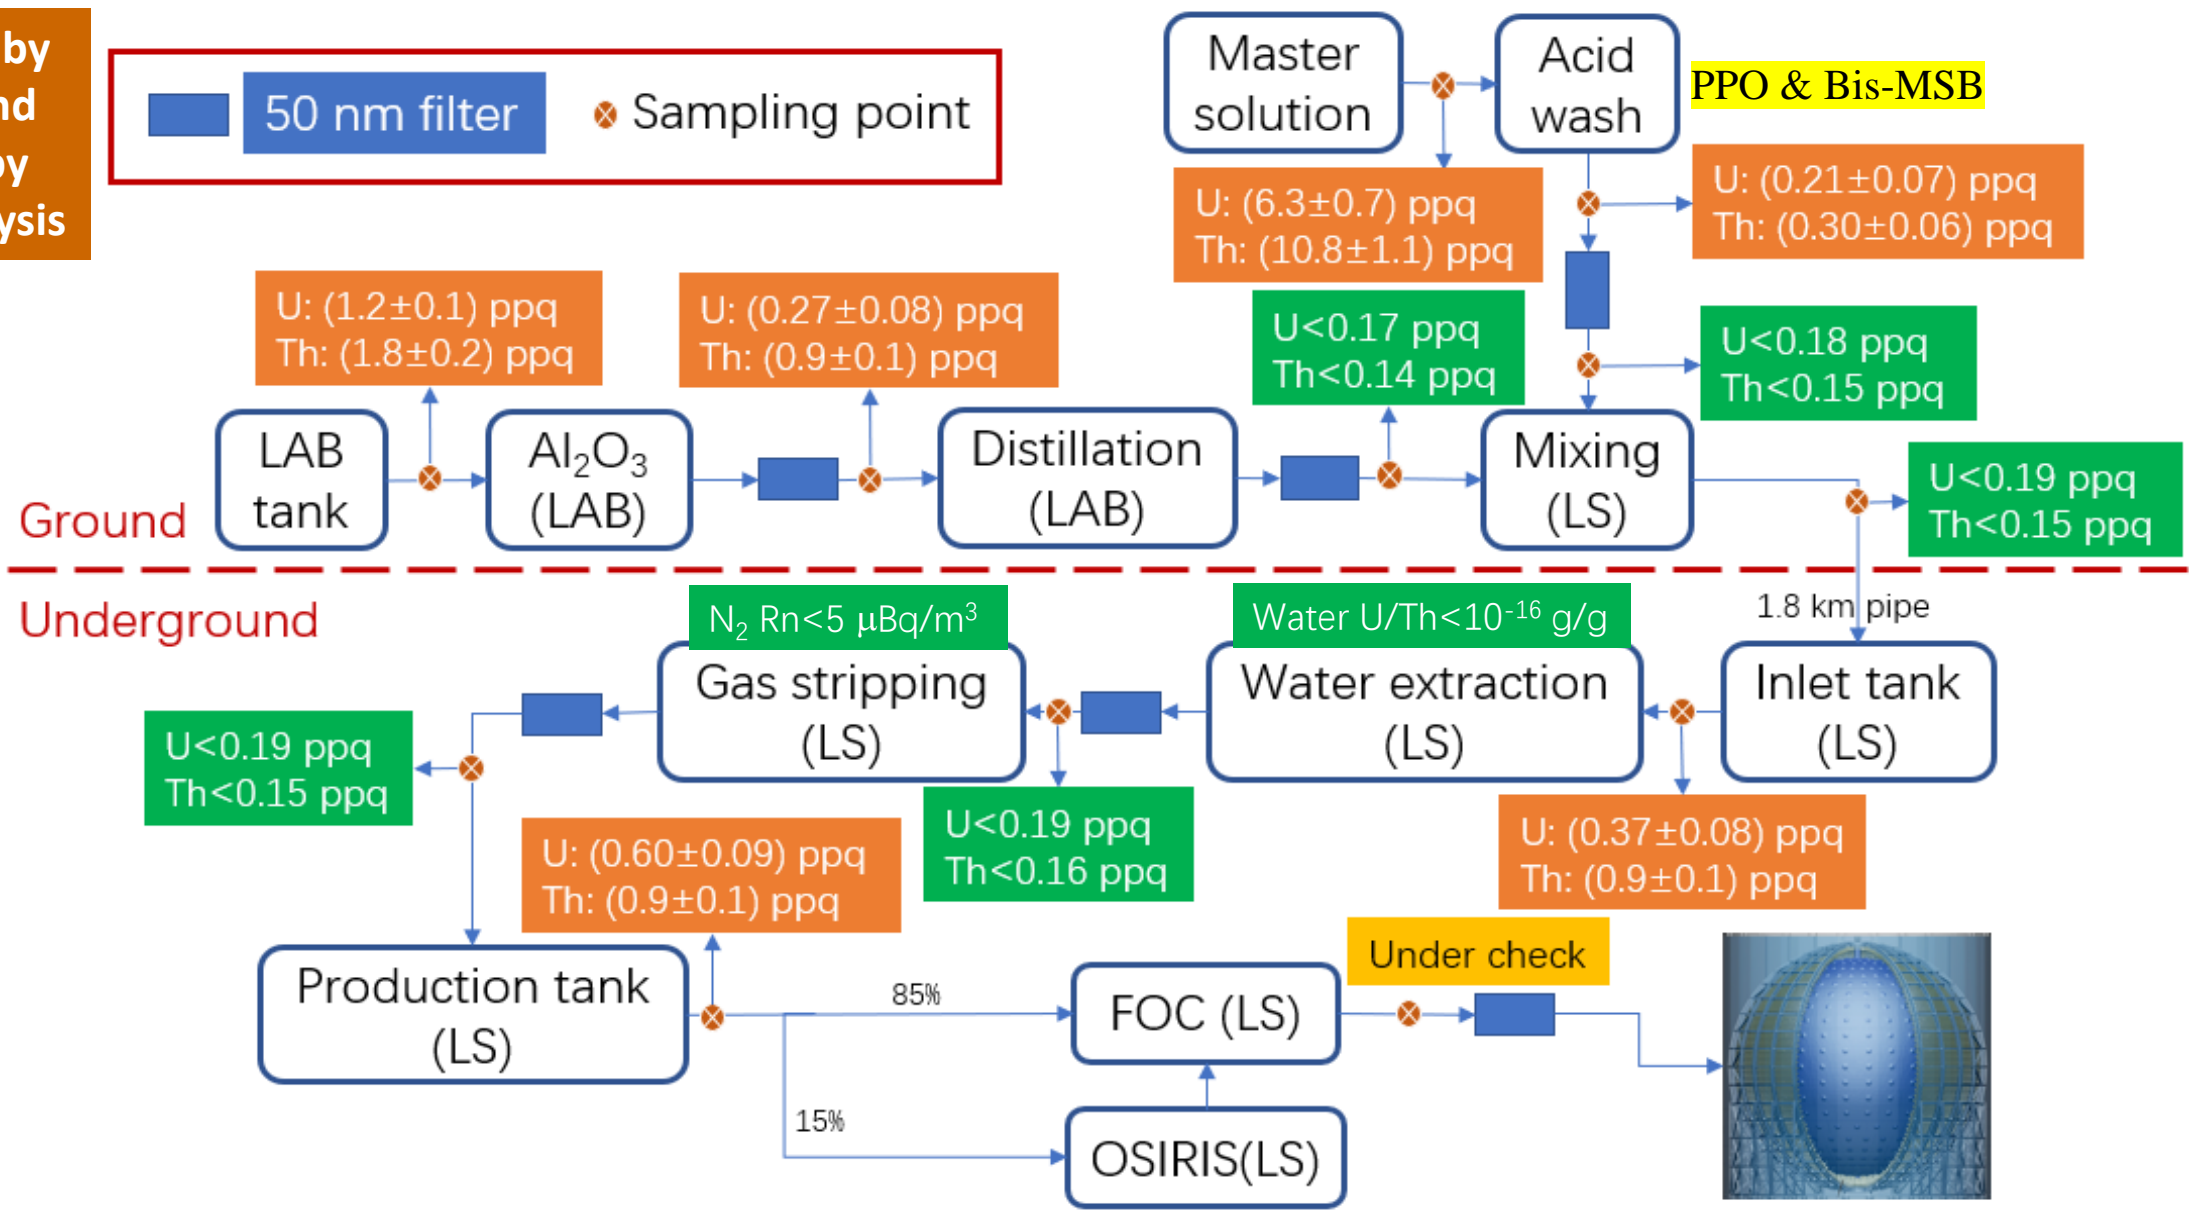 by
nd
by
ysis
50 nm filter
Sampling point
Master
solution
Acid
wash
PPO & Bis-MSB
U: (6.3±0.7) ppq
Th: (10.8±1.1) ppq
U: (0.21±0.07) ppq
Th: (0.30±0.06) ppq
U: (1.2±0.1) ppq
Th: (1.8±0.2) ppq
U: (0.27±0.08) ppq
Th: (0.9±0.1) ppq
U<0.17 ppq
Th<0.14 ppq
U<0.18 ppq
Th<0.15 ppq
LAB
tank
Al₂O₃
(LAB)
Distillation
(LAB)
Mixing
(LS)
U<0.19 ppq
Th<0.15 ppq
Ground
Underground
1.8 km pipe
N₂ Rn<5 μBq/m³
Water U/Th<10⁻¹⁶ g/g
Gas stripping
(LS)
Water extraction
(LS)
Inlet tank
(LS)
U<0.19 ppq
Th<0.15 ppq
U: (0.60±0.09) ppq
Th: (0.9±0.1) ppq
U<0.19 ppq
Th<0.16 ppq
U: (0.37±0.08) ppq
Th: (0.9±0.1) ppq
Production tank
(LS)
85%
15%
FOC (LS)
Under check
OSIRIS(LS)